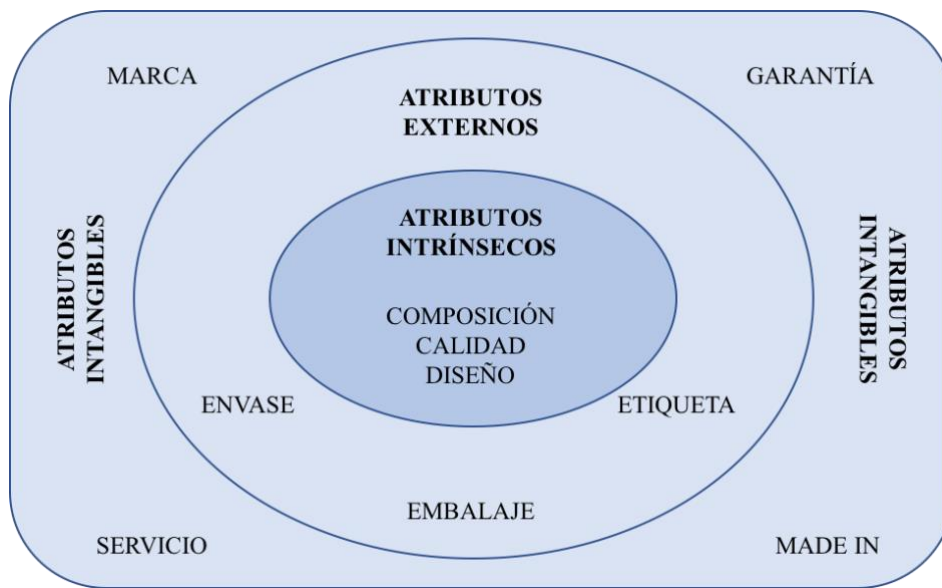 MARCA
GARANTÍA
ATRIBUTOS
EXTERNOS
ATRIBUTOS
INTRÍNSECOS
ATRIBUTOS
INTANGIBLES
ATRIBUTOS
INTANGIBLES
COMPOSICIÓN
CALIDAD
DISEÑO
ENVASE
ETIQUETA
EMBALAJE
SERVICIO
MADE IN